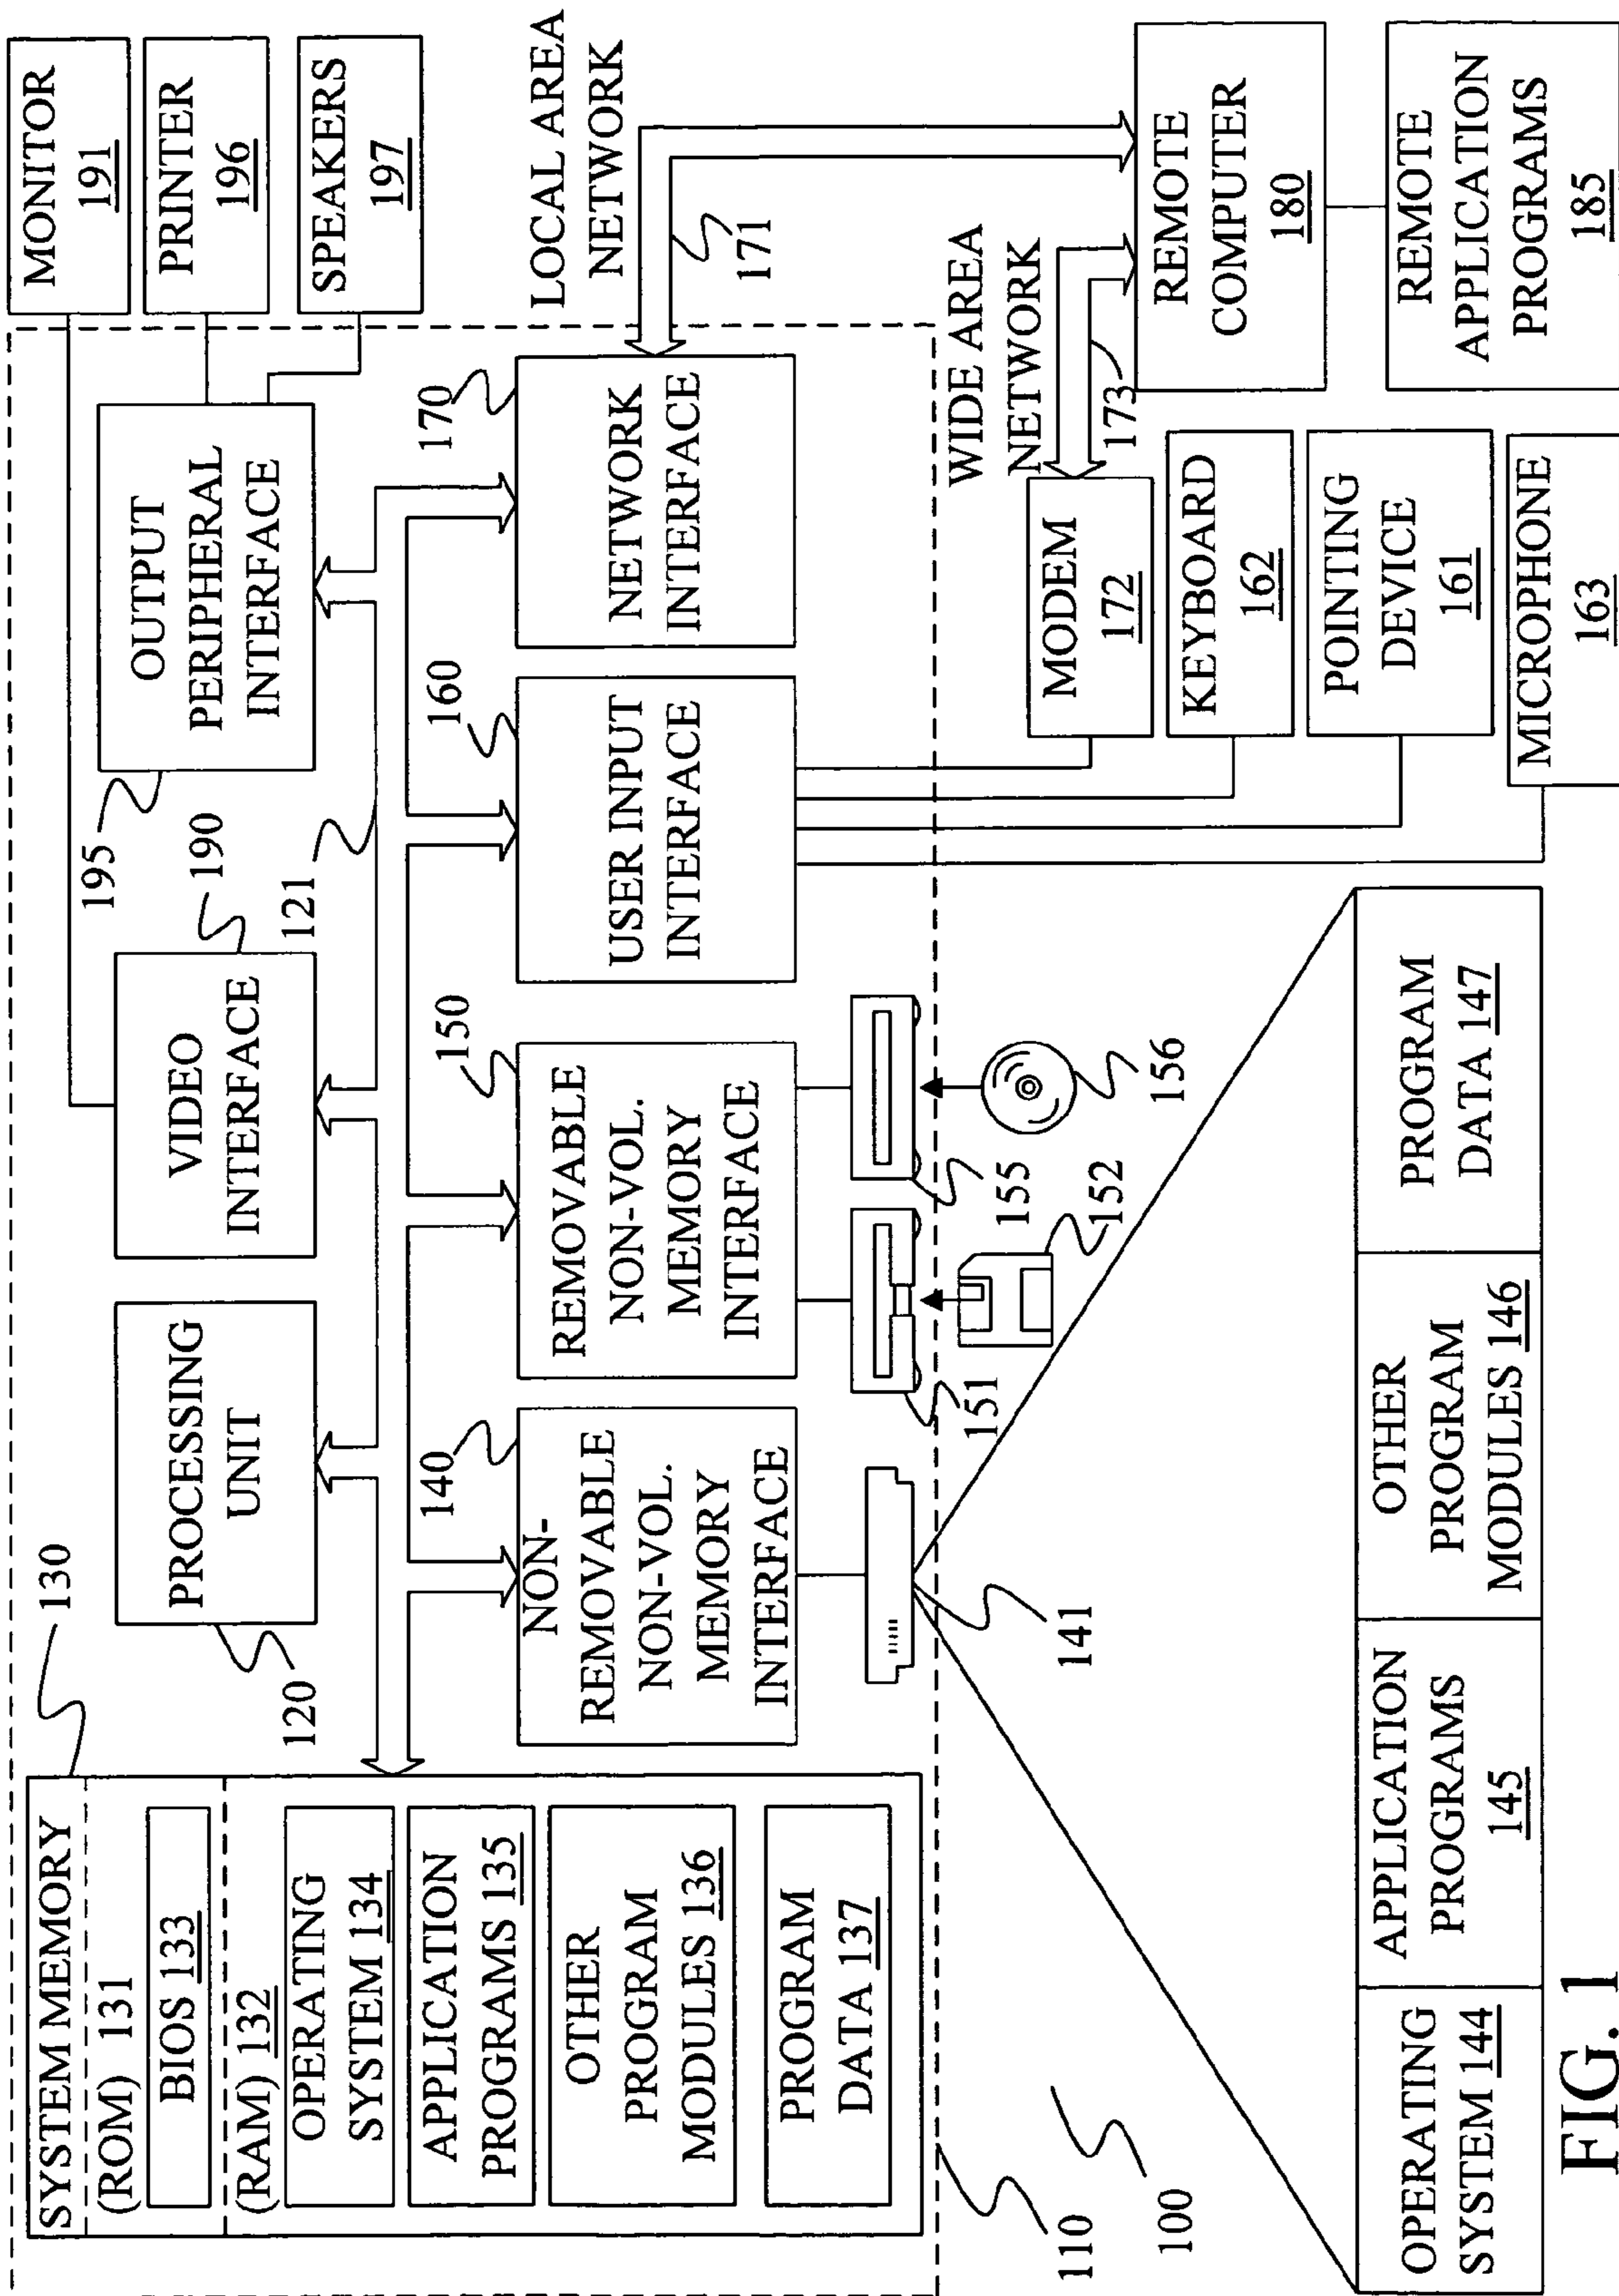 SYSTEM MEMORY
(ROM) 131
BIOS 133
(RAM) 132
OPERATING
SYSTEM 134
APPLICATION
PROGRAMS 135
OTHER
PROGRAM
MODULES 136
PROGRAM
DATA 137
130
PROCESSING
UNIT
120
VIDEO
INTERFACE
190
121
OUTPUT
PERIPHERAL
INTERFACE
195
MONITOR
191
PRINTER
196
SPEAKERS
197
NON-
REMOVABLE
NON-VOL.
MEMORY
INTERFACE
140
REMOVABLE
NON-VOL.
MEMORY
INTERFACE
150
USER INPUT
INTERFACE
160
NETWORK
INTERFACE
170
LOCAL AREA
NETWORK
171
141
151
152
155
156
WIDE AREA
NETWORK
173
MODEM
172
KEYBOARD
162
POINTING
DEVICE
161
MICROPHONE
163
REMOTE
COMPUTER
180
REMOTE
APPLICATION
PROGRAMS
185
110
100
OPERATING
SYSTEM 144
APPLICATION
PROGRAMS
145
OTHER
PROGRAM
MODULES 146
PROGRAM
DATA 147
FIG. 1